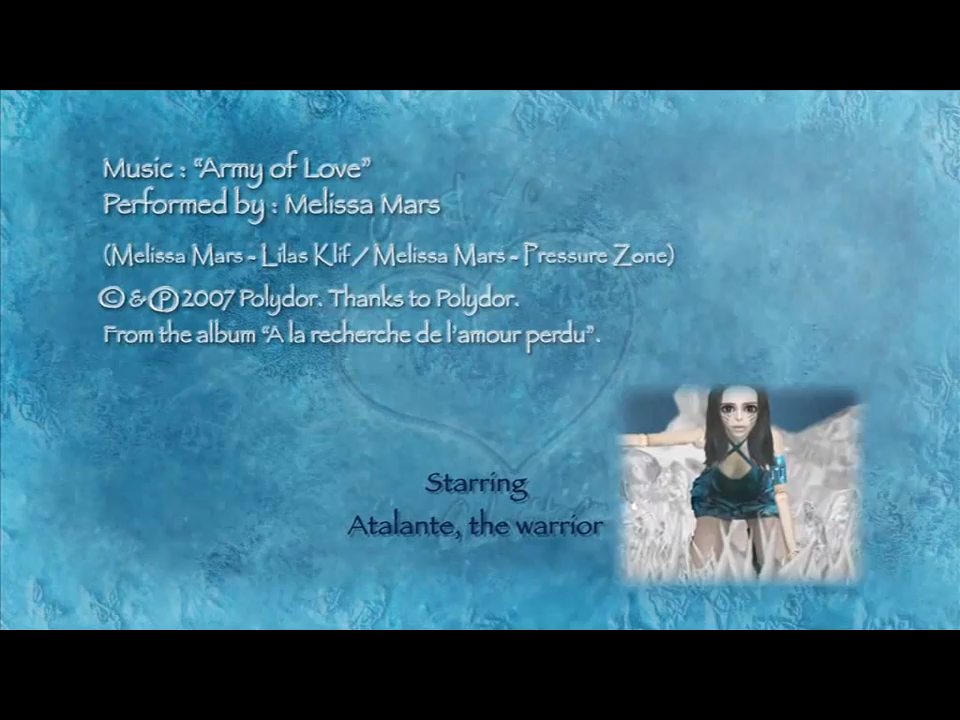 Music : “Army of Love”
Performed by : Melissa Mars
(Melissa Mars - Lilas Klif / Melissa Mars - Pressure Zone)
© & ℗ 2007 Polydor. Thanks to Polydor.
From the album “A la recherche de l’amour perdu”.
Starring
Atalante, the warrior